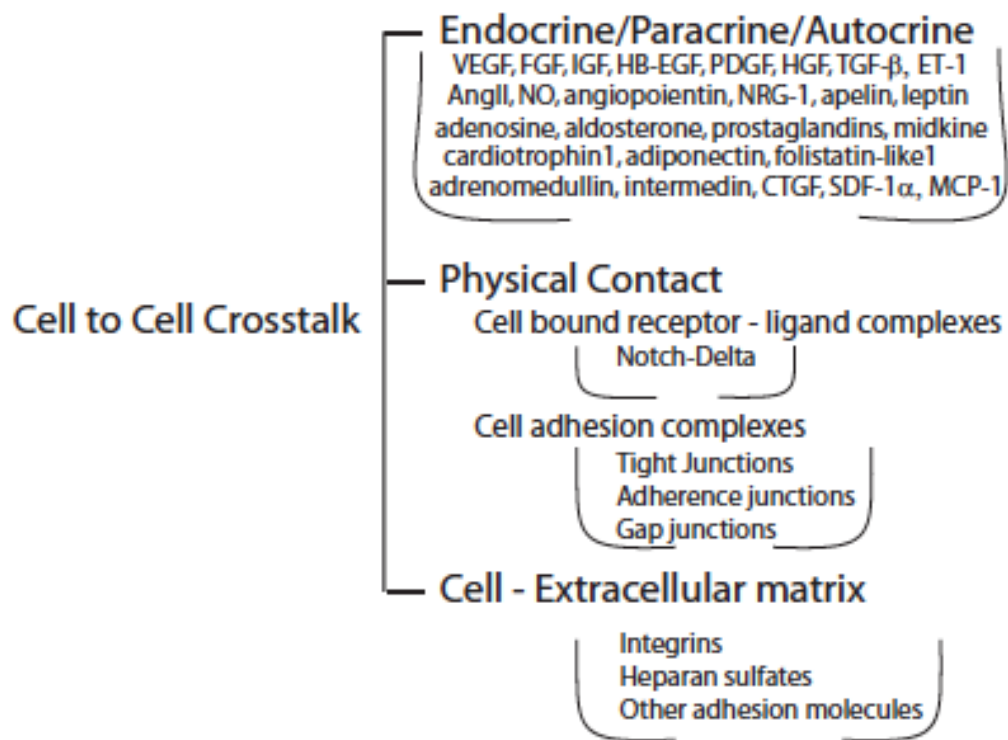 Endocrine/Paracrine/Autocrine
VEGF, FGF, IGF, HB-EGF, PDGF, HGF, TGF-β, ET-1
AngII, NO, angiopoientin, NRG-1, apelin, leptin
adenosine, aldosterone, prostaglandins, midkine
cardiotrophin1, adiponectin, folistatin-like1
adrenomedullin, intermedin, CTGF, SDF-1α, MCP-1
Physical Contact
Cell to Cell Crosstalk
Cell bound receptor - ligand complexes
Notch-Delta
Cell adhesion complexes
Tight Junctions
Adherence junctions
Gap junctions
Cell - Extracellular matrix
Integrins
Heparan sulfates
Other adhesion molecules